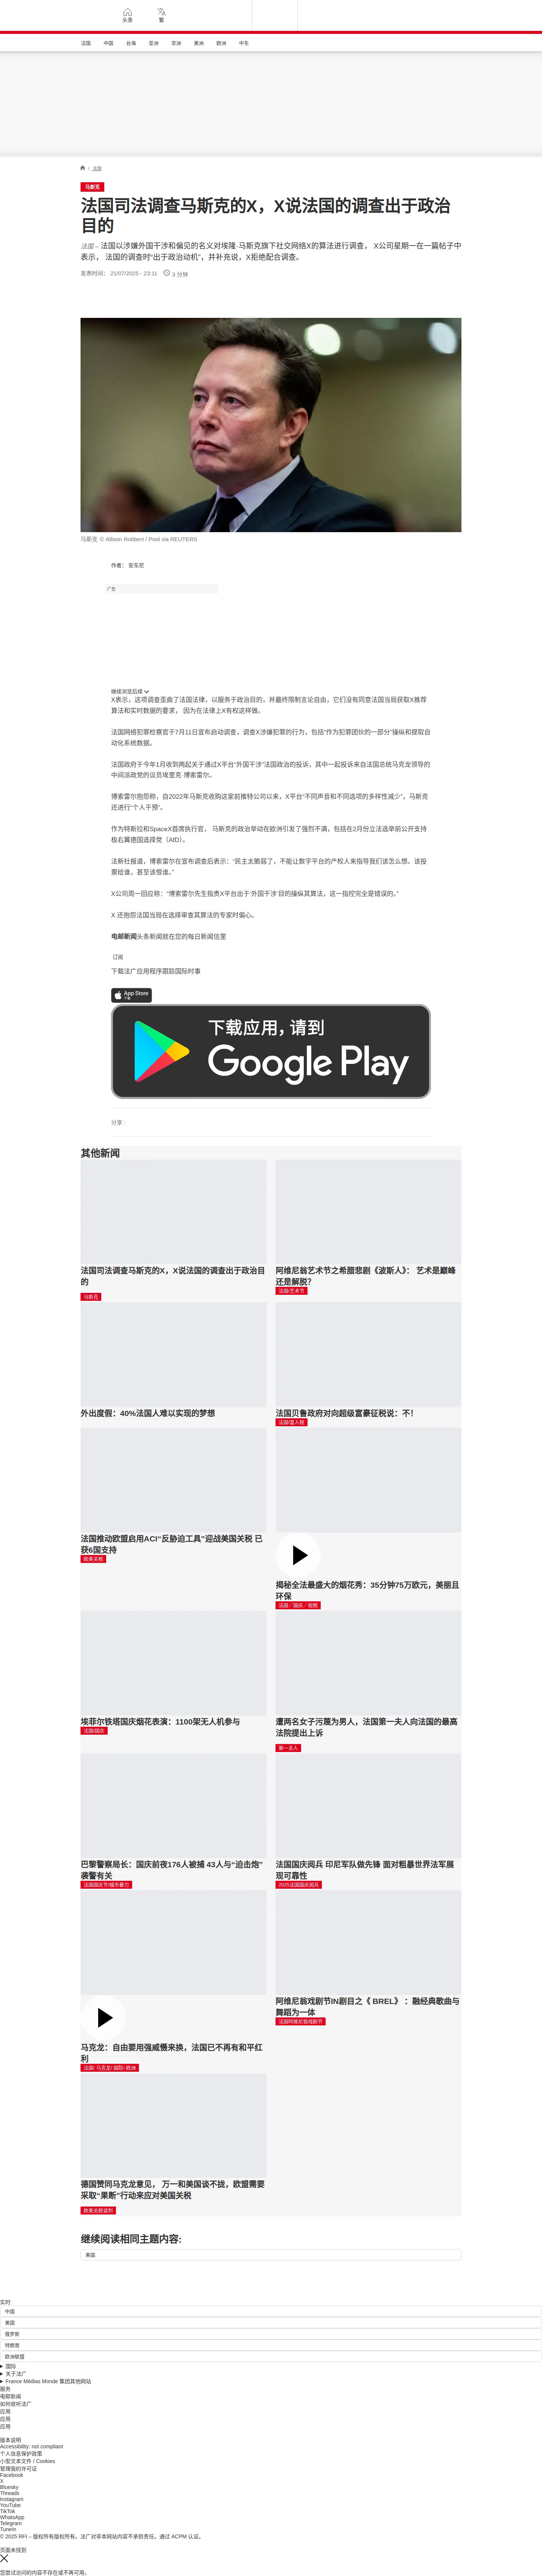 头条
繁
法国
中国
台海
亚洲
非洲
美洲
欧洲
中东
/ 法国
马斯克
法国司法调查马斯克的X，X说法国的调查出于政治
目的
法国 – 法国以涉嫌外国干涉和偏见的名义对埃隆·马斯克旗下社交网络X的算法进行调查， X公司星期一在一篇帖子中
表示， 法国的调查时“出于政治动机”，并补充说，X拒绝配合调查。
发表时间： 21/07/2025 - 23:11
3 分钟
马斯克 © Allison Robbert / Pool via REUTERS
作者： 安东尼
广告
继续浏览后续
X表示，这项调查歪曲了法国法律，以服务于政治目的，并最终限制言论自由，它们没有同意法国当局获取X推荐
算法和实时数据的要求， 因为在法律上X有权这样做。
法国网络犯罪检察官于7月11日宣布启动调查，调查X涉嫌犯罪的行为，包括“作为犯罪团伙的一部分”操纵和提取自
动化系统数据。
法国政府于今年1月收到两起关于通过X平台“外国干涉”法国政治的投诉，其中一起投诉来自法国总统马克龙领导的
中间派政党的议员埃里克·博索雷尔。
博索雷尔抱怨称，自2022年马斯克收购这家前推特公司以来，X平台“不同声音和不同选项的多样性减少”，马斯克
还进行“个人干预”。
作为特斯拉和SpaceX首席执行官， 马斯克的政治举动在欧洲引发了强烈不满，包括在2月份立法选举前公开支持
极右翼德国选择党（AfD）。
法新社报道，博索雷尔在宣布调查后表示：“民主太脆弱了，不能让数字平台的产权人来指导我们该怎么想、该投
票给谁，甚至该恨谁。”
X公司周一回应称：“博索雷尔先生指责X平台出于‘外国干涉’目的操纵其算法，这一指控完全是错误的。”
X 还抱怨法国当局在选择审查其算法的专家时偏心。
电邮新闻头条新闻就在您的每日新闻信里
订阅
下载法广应用程序跟踪国际时事
App Store
下载
下载应用，请到
Google Play
分享 :
其他新闻
法国司法调查马斯克的X，X说法国的调查出于政治目
的
马斯克
阿维尼翁艺术节之希腊悲剧《波斯人》： 艺术是巅峰
还是解脱？
法国/艺术节
外出度假：40%法国人难以实现的梦想
法国贝鲁政府对向超级富豪征税说：不！
法国/富人税
法国推动欧盟启用ACI“反胁迫工具”迎战美国关税 已
获6国支持
欧美关税
揭秘全法最盛大的烟花秀：35分钟75万欧元，美丽且
环保
法国／国庆／视频
埃菲尔铁塔国庆烟花表演：1100架无人机参与
法国/国庆
遭两名女子污蔑为男人，法国第一夫人向法国的最高
法院提出上诉
第一夫人
巴黎警察局长：国庆前夜176人被捕 43人与“迫击炮”
袭警有关
法国国庆节/城市暴力
法国国庆阅兵 印尼军队做先锋 面对粗暴世界法军展
现可靠性
2025法国国庆阅兵
马克龙：自由要用强威慑来换，法国已不再有和平红
利
法国/ 马克龙/ 国防/ 欧洲
阿维尼翁戏剧节IN剧目之《 BREL》 ：融经典歌曲与
舞蹈为一体
法国阿维尼翁戏剧节
德国赞同马克龙意见， 万一和美国谈不拢，欧盟需要
采取“果断”行动来应对美国关税
欧美关税谈判
继续阅读相同主题内容:
美国
实时
中国
美国
俄罗斯
特朗普
欧洲联盟
国际
关于法广
France Médias Monde 集团其他网站
服务
电邮新闻
如何收听法广
应用
应用
应用
版本说明
Accessibility: not compliant
个人信息保护政策
小型文本文件 / Cookies
管理我的许可证
Facebook
X
Bluesky
Threads
Instagram
YouTube
TikTok
WhatsApp
Telegram
TuneIn
© 2025 RFI – 版权所有版权所有。法广对非本网站内容不承担责任。通过 ACPM 认证。
页面未找到
您尝试访问的内容不存在或不再可用。